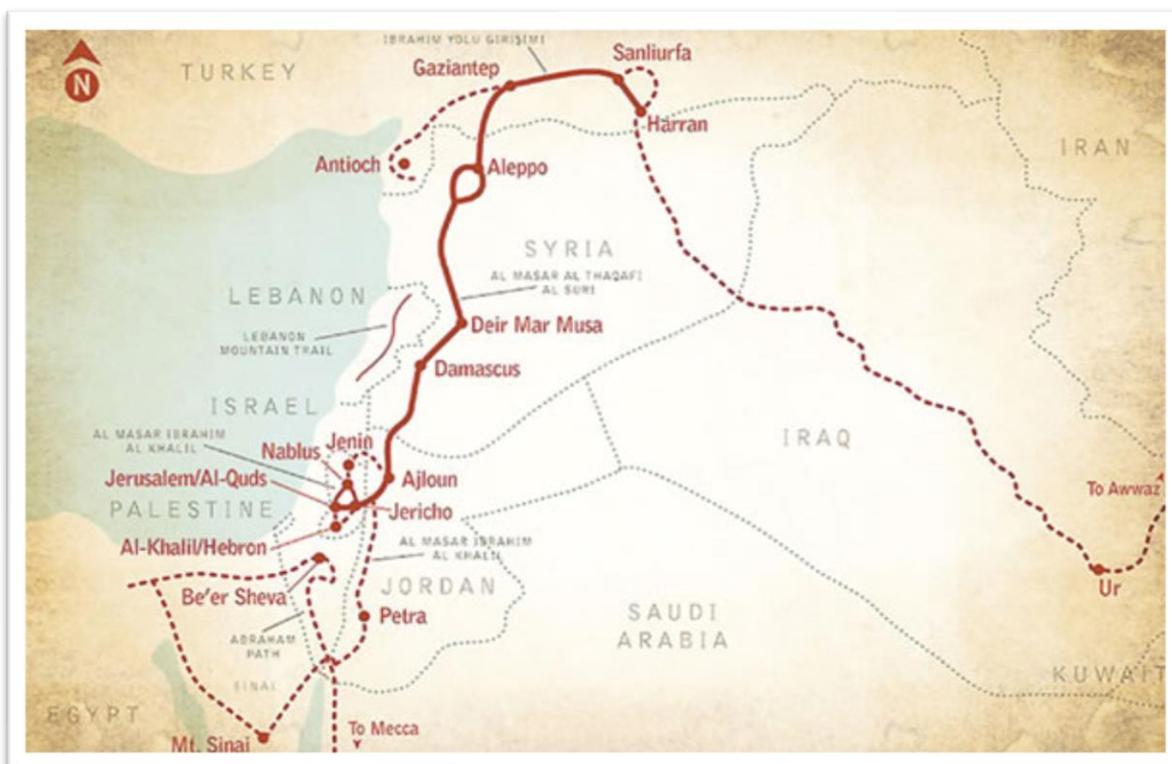 IBRAHIM YOLU GIRIŞIMI
Sanliurfa
TURKEY
Gaziantep
N
Harran
IRAN
Antioch
Aleppo
SYRIA
AL MASAR AL THAQAFI
AL SURI
LEBANON
LEBANON
MOUNTAIN TRAIL
Deir Mar Musa
Damascus
ISRAEL
AL MASAR IBRAHIM
AL KHALIL
Nablus
Jenin
IRAQ
Jerusalem/Al-Quds
Ajloun
To Awwaz
PALESTINE
Jericho
Al-Khalil/Hebron
AL MASAR IBRAHIM
AL KHALIL
Be'er Sheva
JORDAN
Ur
Petra
SAUDI
ARABIA
ABRAHAM
PATH
SINAI
KUWAIT
EGYPT
To Mecca
Mt. Sinai